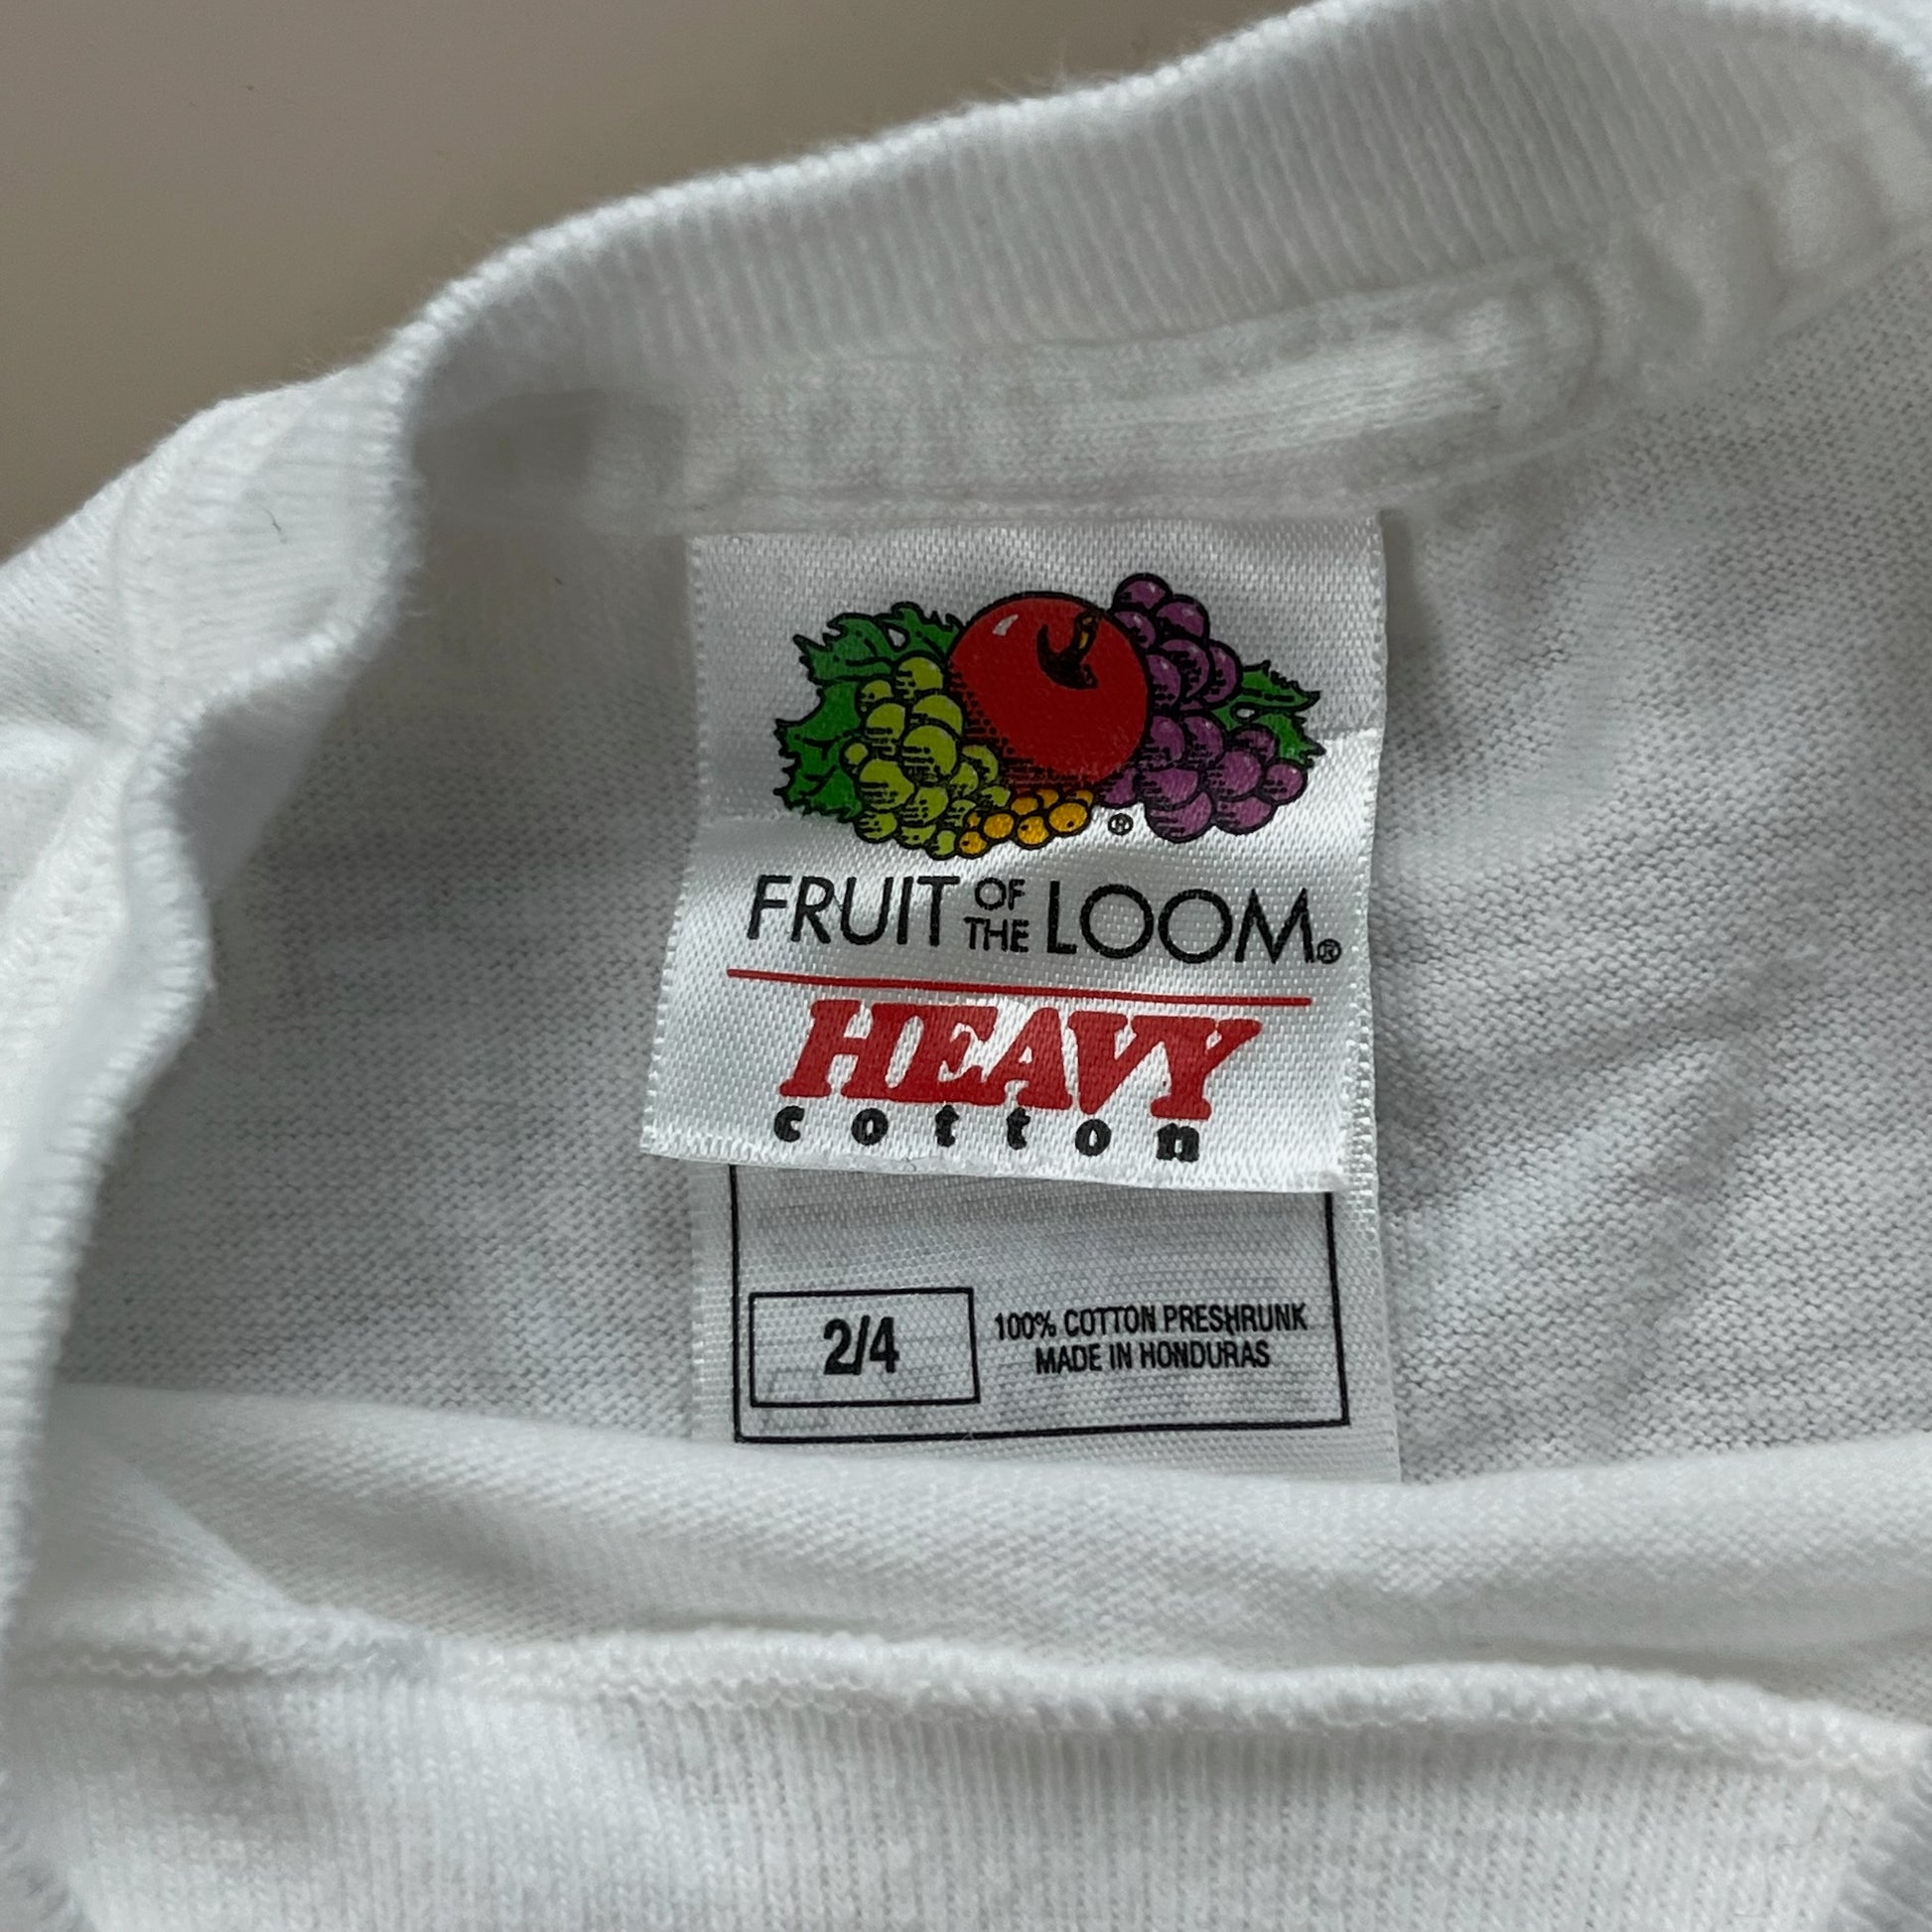 ®
FRUIT OF THE LOOM®
HEAVY
cotton
2/4
100% COTTON PRESHRUNK
MADE IN HONDURAS